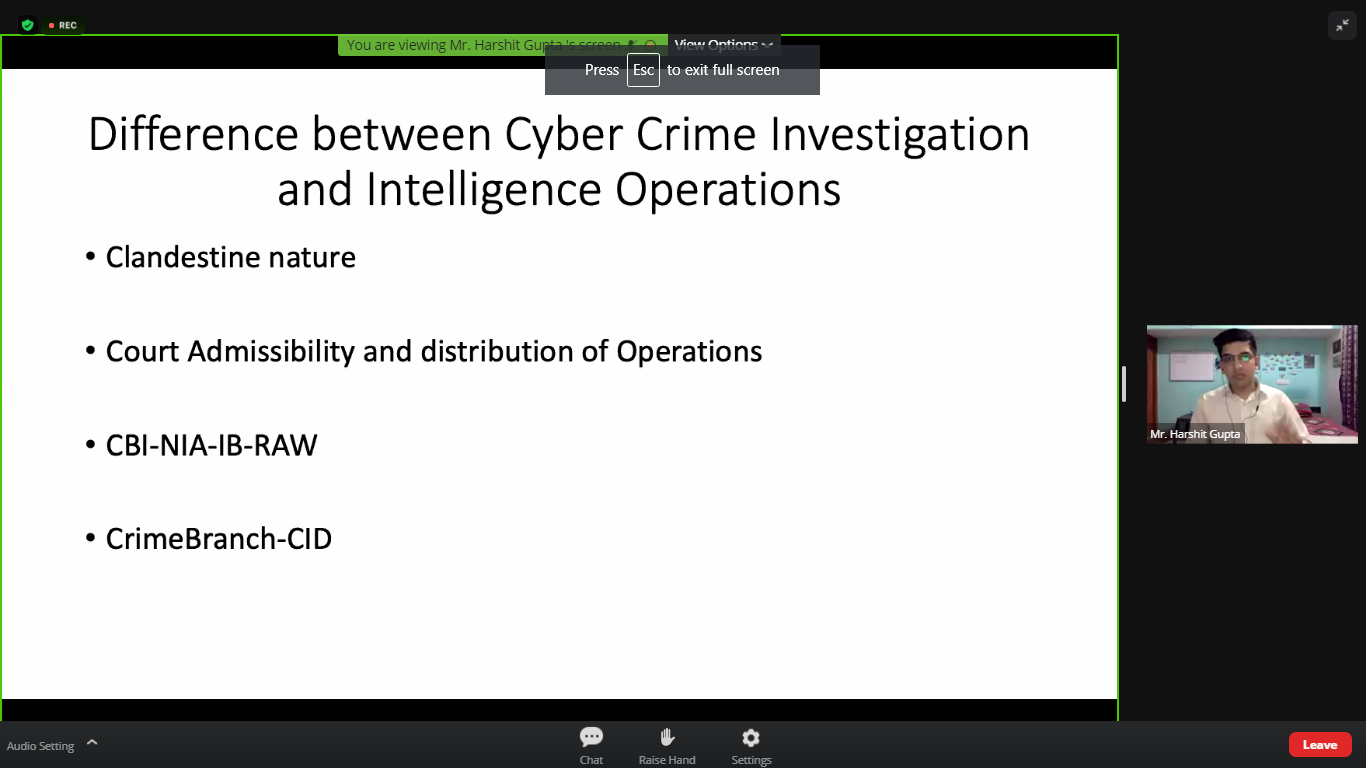 REC
You are viewing Mr. Harshit Gupta 's screen
View Options
Press Esc to exit full screen
Difference between Cyber Crime Investigation
and Intelligence Operations
• Clandestine nature
• Court Admissibility and distribution of Operations
• CBI-NIA-IB-RAW
• CrimeBranch-CID
Mr. Harshit Gupta
Audio Setting
Chat
Raise Hand
Settings
Leave